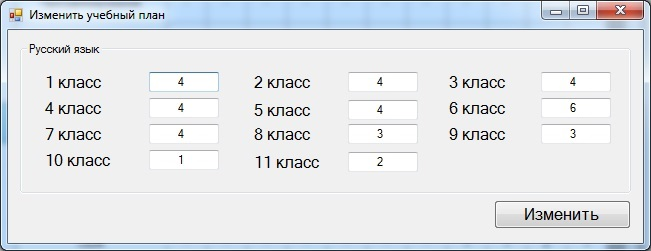 Изменить учебный план
Русский язык
1 класс 4 2 класс 4 3 класс 4
4 класс 4 5 класс 4 6 класс 6
7 класс 4 8 класс 3 9 класс 3
10 класс 1 11 класс 2
Изменить